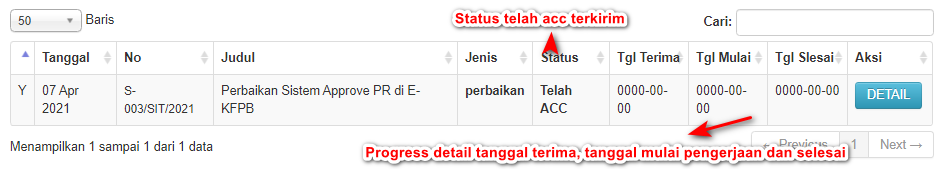 50 Baris
Status telah acc terkirim
Cari:
Tanggal No Judul Jenis Status Tgl Terima Tgl Mulai Tgl Slesai Aksi
Y 07 Apr 2021 S-003/SIT/2021 Perbaikan Sistem Approve PR di E-KFPB perbaikan Telah ACC 0000-00-00 0000-00-00 0000-00-00 DETAIL
Menampilkan 1 sampai 1 dari 1 data
← Previous 1 Next →
Progress detail tanggal terima, tanggal mulai pengerjaan dan selesai